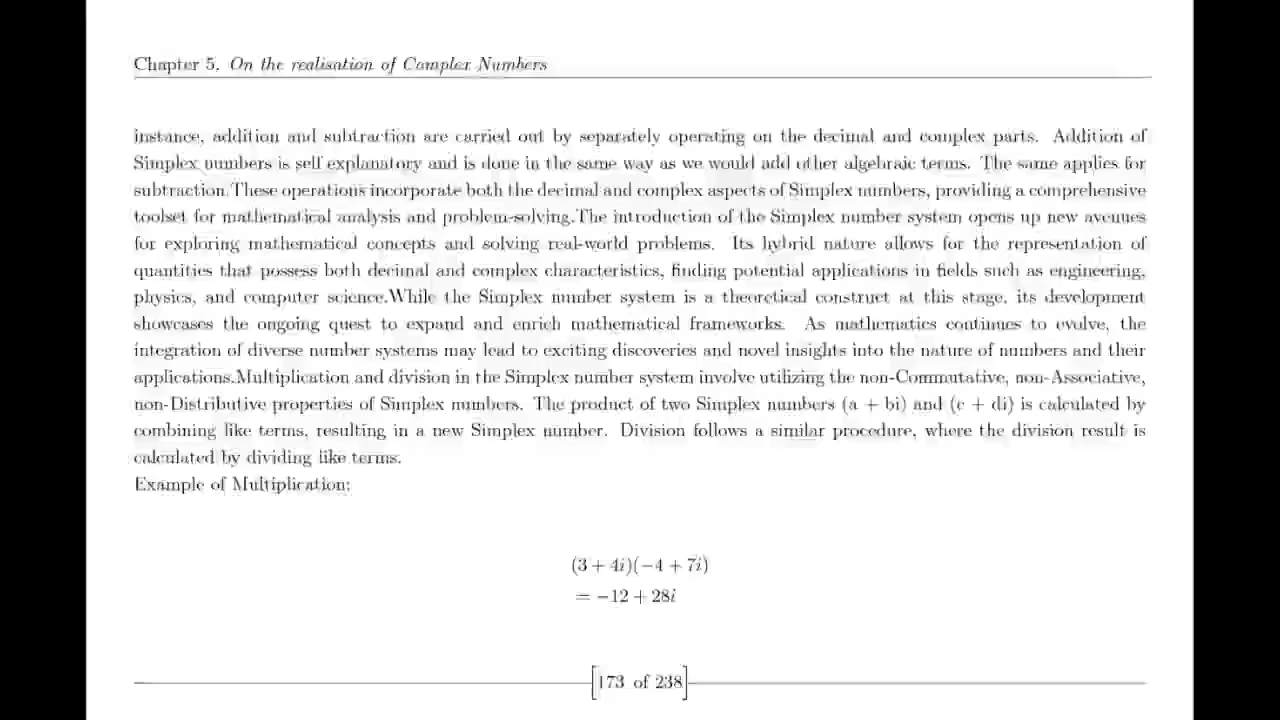 Chapter 5. On the realisation of Complex Numbers
instance, addition and subtraction are carried out by separately operating on the decimal and complex parts. Addition of
Simplex numbers is self explanatory and is done in the same way as we would add other algebraic terms. The same applies for
subtraction.These operations incorporate both the decimal and complex aspects of Simplex numbers, providing a comprehensive
toolset for mathematical analysis and problem-solving.The introduction of the Simplex number system opens up new avenues
for exploring mathematical concepts and solving real-world problems. Its hybrid nature allows for the representation of
quantities that possess both decimal and complex characteristics, finding potential applications in fields such as engineering,
physics, and computer science.While the Simplex number system is a theoretical construct at this stage, its development
showcases the ongoing quest to expand and enrich mathematical frameworks. As mathematics continues to evolve, the
integration of diverse number systems may lead to exciting discoveries and novel insights into the nature of numbers and their
applications.Multiplication and division in the Simplex number system involve utilizing the non-Commutative, non-Associative,
non-Distributive properties of Simplex numbers. The product of two Simplex numbers (a + bi) and (c + di) is calculated by
combining like terms, resulting in a new Simplex number. Division follows a similar procedure, where the division result is
calculated by dividing like terms.
Example of Multiplication:
(3 + 4i)(−4 + 7i)
= −12 + 28i
173 of 238